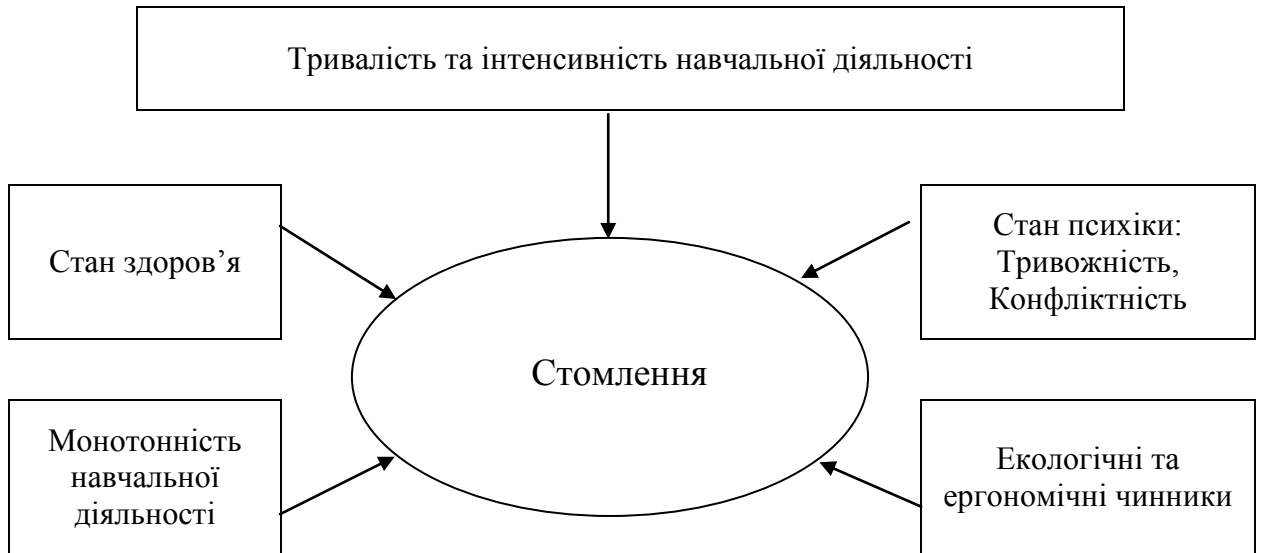 Тривалість та інтенсивність навчальної діяльності
Стан здоров’я
Стан психіки:
Тривожність,
Конфліктність
Стомлення
Монотонність
навчальної
діяльності
Екологічні та
ергономічні чинники